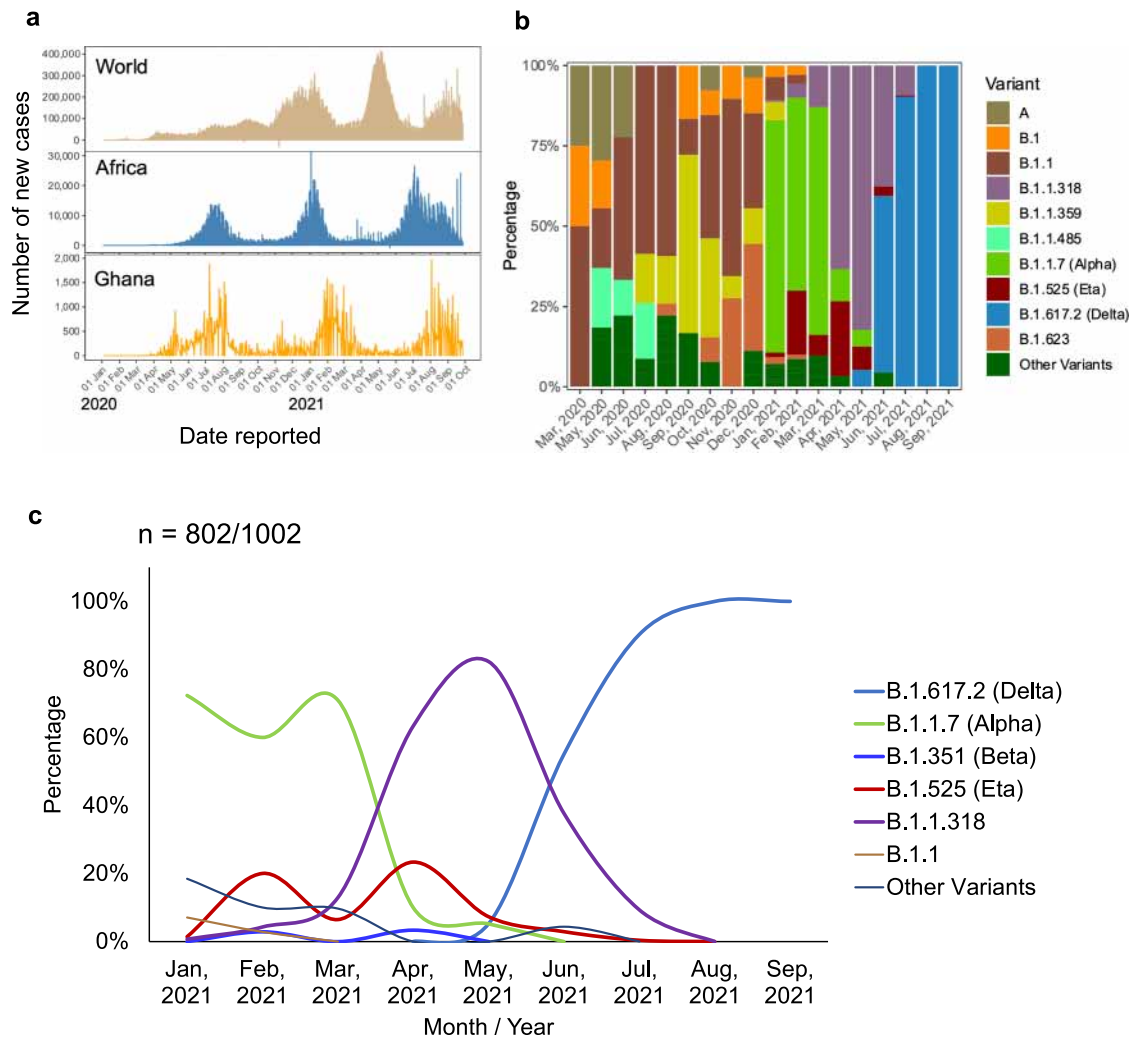 a
World
400,000
300,000
200,000
100,000
0
Africa
30,000
20,000
10,000
0
Ghana
2,000
1,500
1,000
500
0
Number of new cases
01 Jan
01 Feb
01 Mar
01 Apr
01 May
01 Jun
01 Jul
01 Aug
01 Sep
01 Oct
01 Nov
01 Dec
01 Jan
01 Feb
01 Mar
01 Apr
01 May
01 Jun
01 Jul
01 Aug
01 Sep
01 Oct
2020
2021
Date reported
b
100%
75%
50%
25%
0%
Percentage
Mar, 2020
May, 2020
Jun, 2020
Jul, 2020
Aug, 2020
Sep, 2020
Oct, 2020
Nov, 2020
Dec, 2020
Jan, 2021
Feb, 2021
Mar, 2021
Apr, 2021
May, 2021
Jun, 2021
Jul, 2021
Aug, 2021
Sep, 2021
Variant
A
B.1
B.1.1
B.1.1.318
B.1.1.359
B.1.1.485
B.1.1.7 (Alpha)
B.1.525 (Eta)
B.1.617.2 (Delta)
B.1.623
Other Variants
c
n = 802/1002
100%
80%
60%
40%
20%
0%
Percentage
Jan, 2021
Feb, 2021
Mar, 2021
Apr, 2021
May, 2021
Jun, 2021
Jul, 2021
Aug, 2021
Sep, 2021
Month / Year
B.1.617.2 (Delta)
B.1.1.7 (Alpha)
B.1.351 (Beta)
B.1.525 (Eta)
B.1.1.318
B.1.1
Other Variants